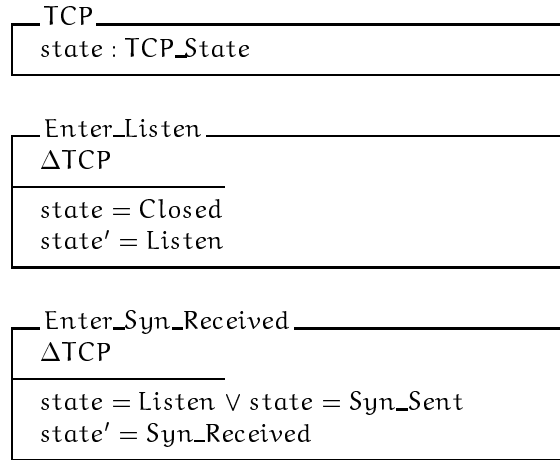 TCP
state : TCP_State
Enter_Listen
ΔTCP
state = Closed
state′ = Listen
Enter_Syn_Received
ΔTCP
state = Listen ∨ state = Syn_Sent
state′ = Syn_Received